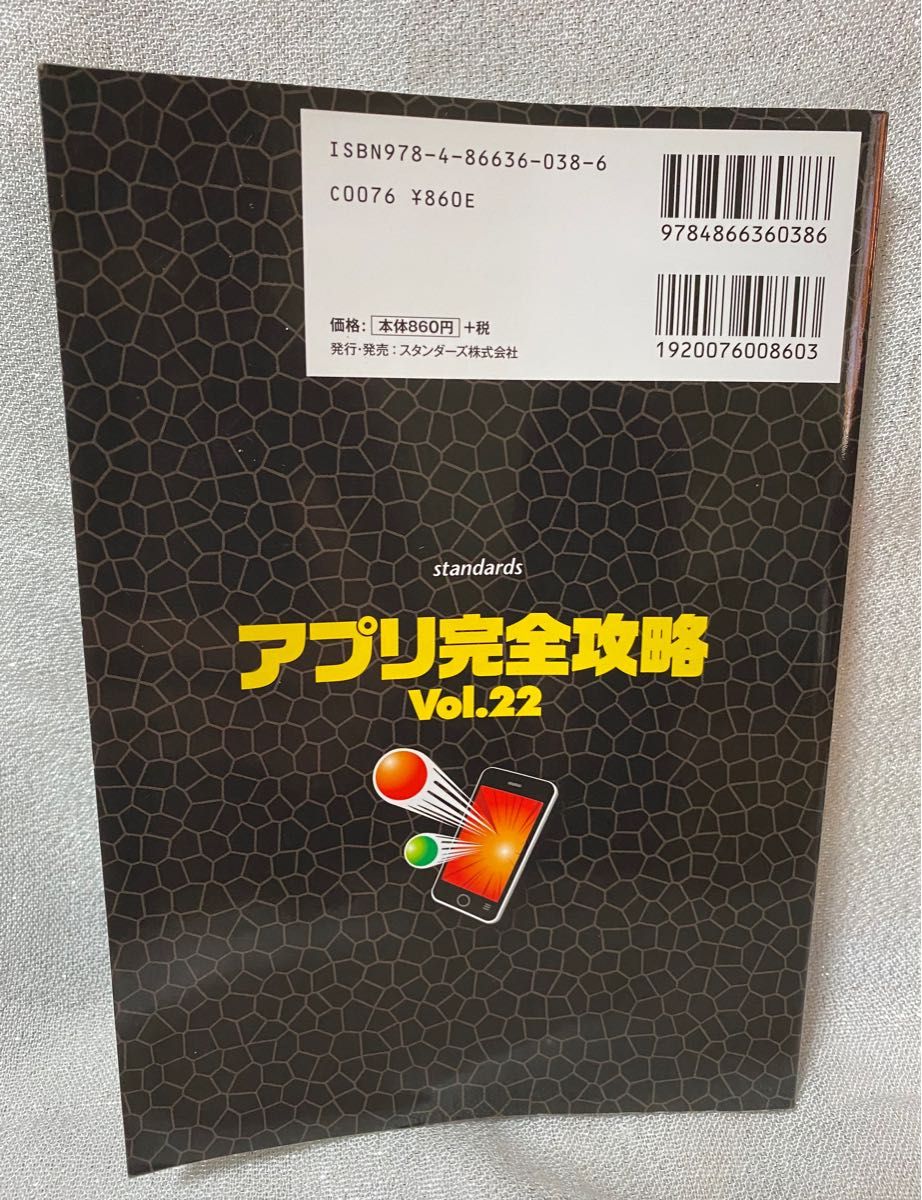 ISBN978-4-86636-038-6
C0076 ¥860E
9784866360386
価格: 本体860円 +税
発行・発売：スタンダーズ株式会社
1920076008603
standards
アプリ完全攻略
Vol.22